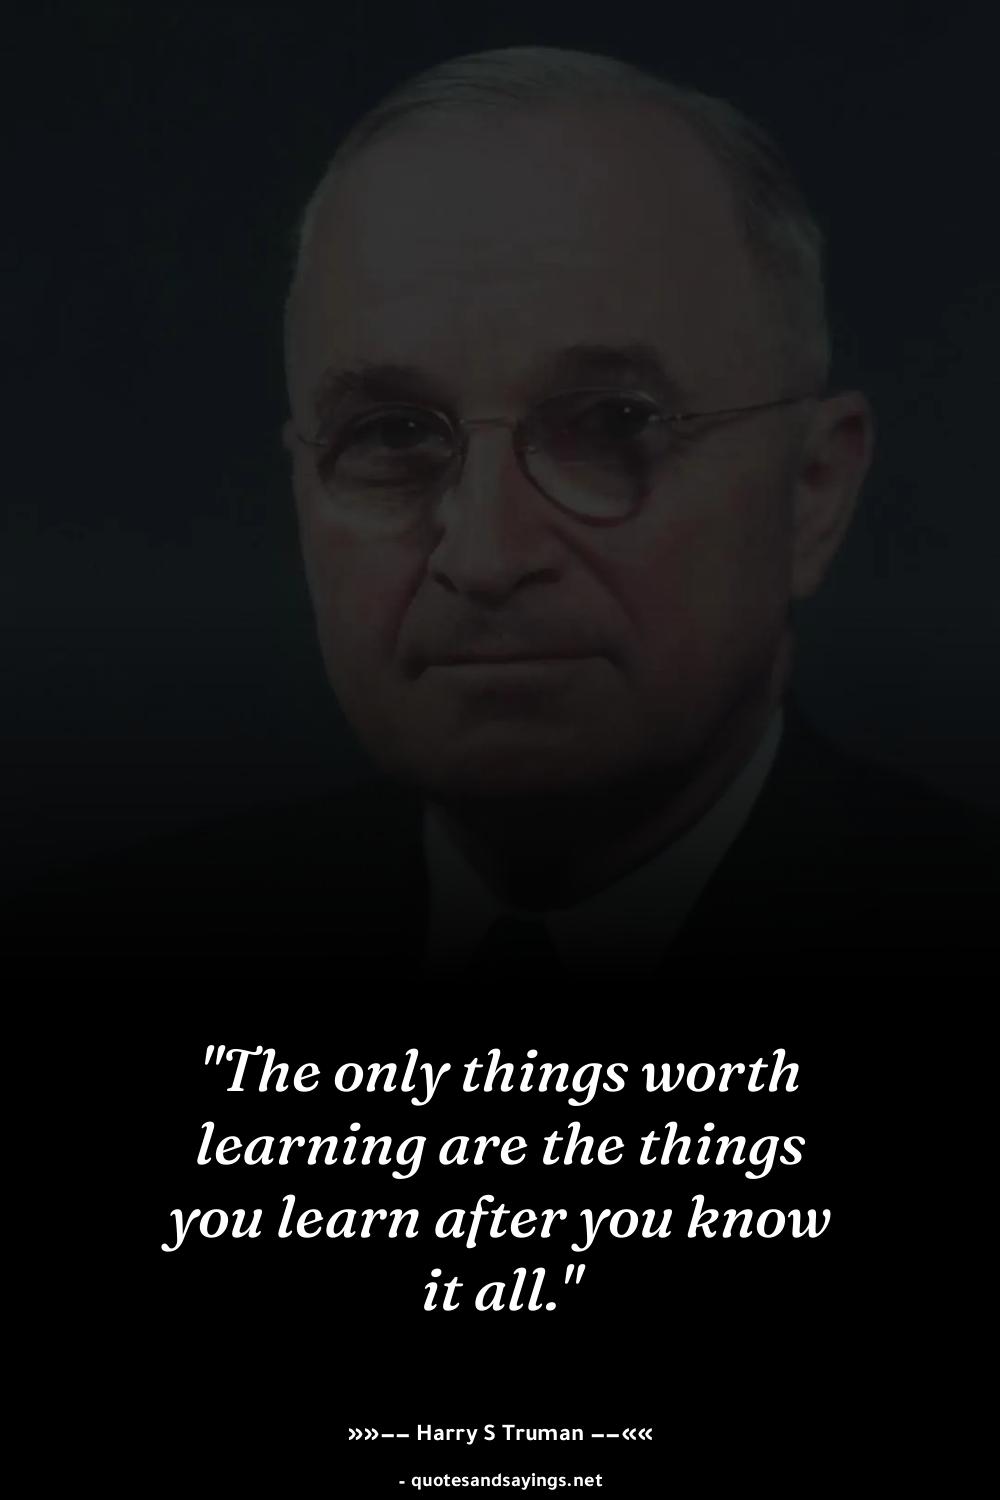 "The only things worth
learning are the things
you learn after you know
it all."
»»–– Harry S Truman ––««
- quotesandsayings.net